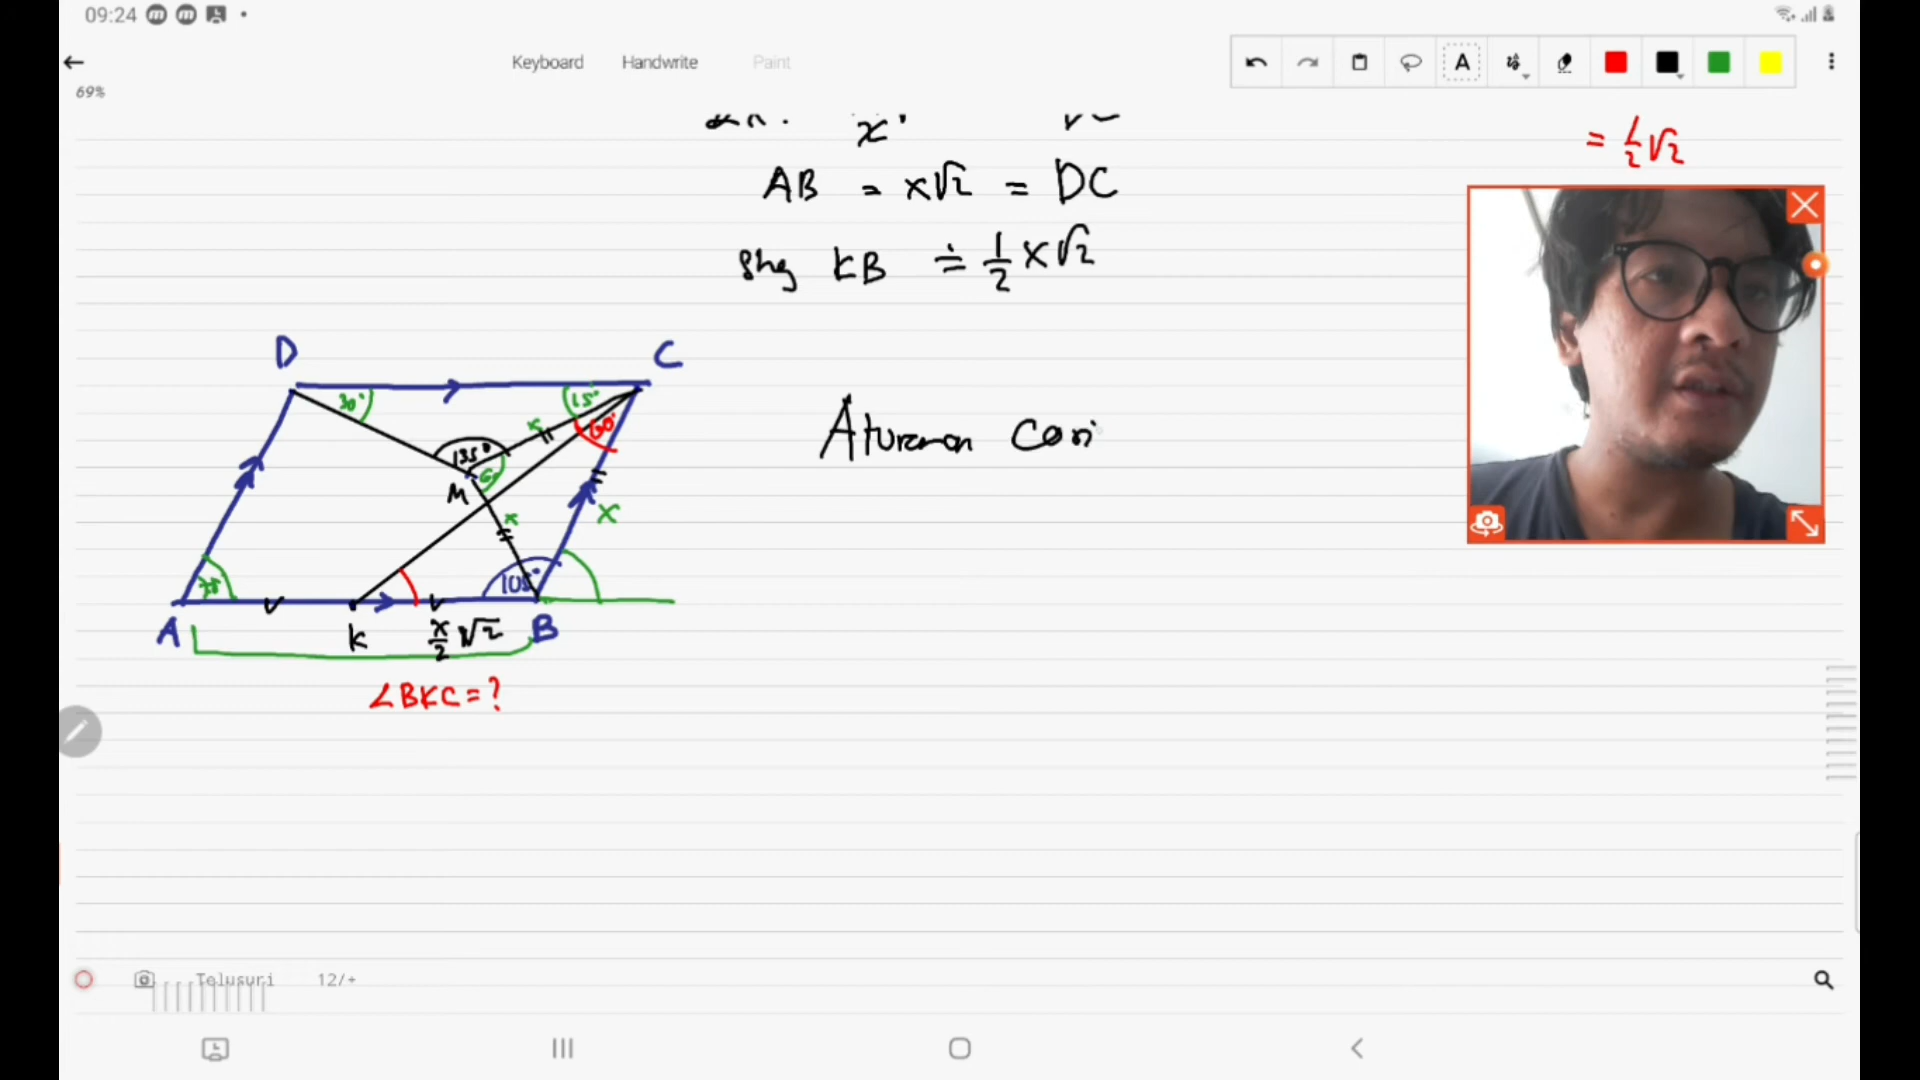 09:24
Keyboard Handwrite Paint
A
69%
x
= 1/2 √2
AB = x√2 = DC
shg KB = 1/2 x√2
D C
30° 15°
x 60°
135°
M
x
x
105°
A K x/2 √2 B
Aturan Cosi
∠BKC = ?
Telusuri 12/+